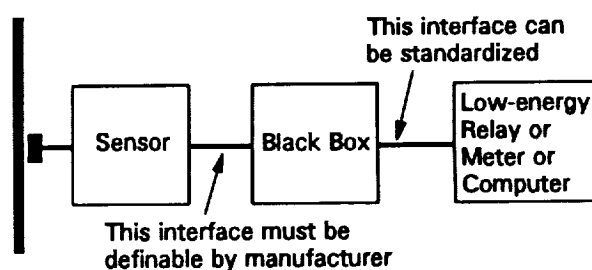 This interface can
be standardized
Sensor
Black Box
Low-energy
Relay or
Meter or
Computer
This interface must be
definable by manufacturer